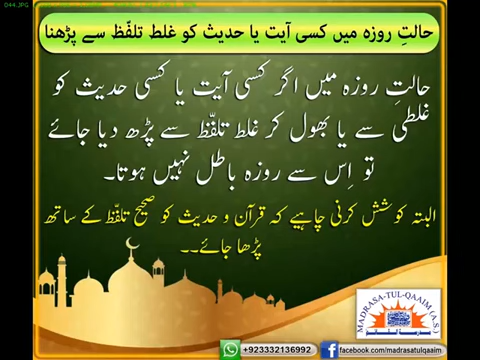 044.JPG
حالتِ روزہ میں کسی آیت یا حدیث کو غلط تلفّظ سے پڑھنا
حالتِ روزہ میں اگر کسی آیت یا کسی حدیث کو
غلطی سے یا بھول کر غلط تلفّظ سے پڑھ دیا جائے
تو اِس سے روزہ باطل نہیں ہوتا۔
البتہ کوشش کرنی چاہیے کہ قرآن و حدیث کو صحیح تلفّظ کے ساتھ
پڑھا جائے۔۔
MADRASA-TUL-QAAIM (A.S)
+923332136992
facebook.com/madrasatulqaaim